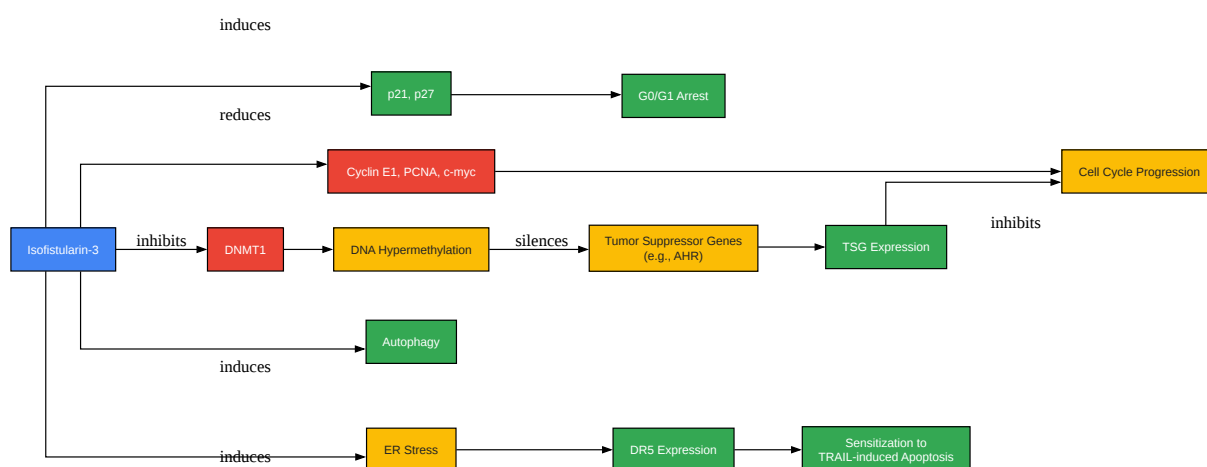 induces
p21, p27
G0/G1 Arrest
reduces
Cyclin E1, PCNA, c-myc
Cell Cycle Progression
inhibits
Isofistularin-3
inhibits
DNMT1
DNA Hypermethylation
silences
Tumor Suppressor Genes
(e.g., AHR)
TSG Expression
Autophagy
induces
induces
ER Stress
DR5 Expression
Sensitization to
TRAIL-induced Apoptosis